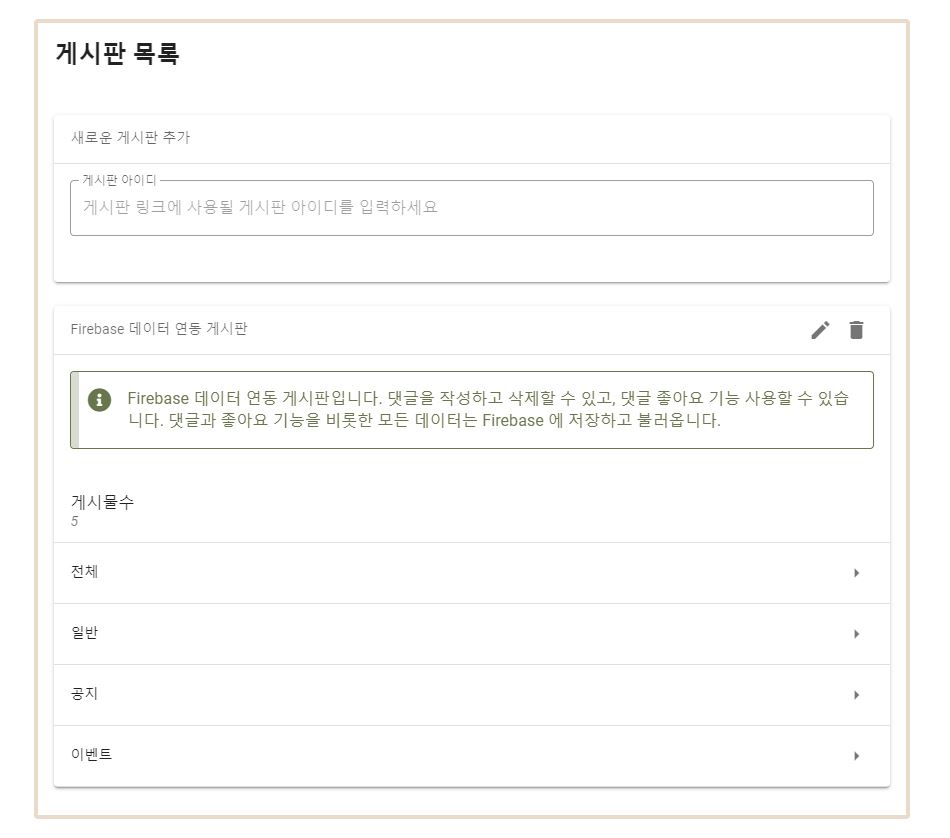 게시판 목록
새로운 게시판 추가
게시판 아이디
게시판 링크에 사용될 게시판 아이디를 입력하세요
Firebase 데이터 연동 게시판
Firebase 데이터 연동 게시판입니다. 댓글을 작성하고 삭제할 수 있고, 댓글 좋아요 기능 사용할 수 있습
니다. 댓글과 좋아요 기능을 비롯한 모든 데이터는 Firebase 에 저장하고 불러옵니다.
게시물수
5
전체
일반
공지
이벤트